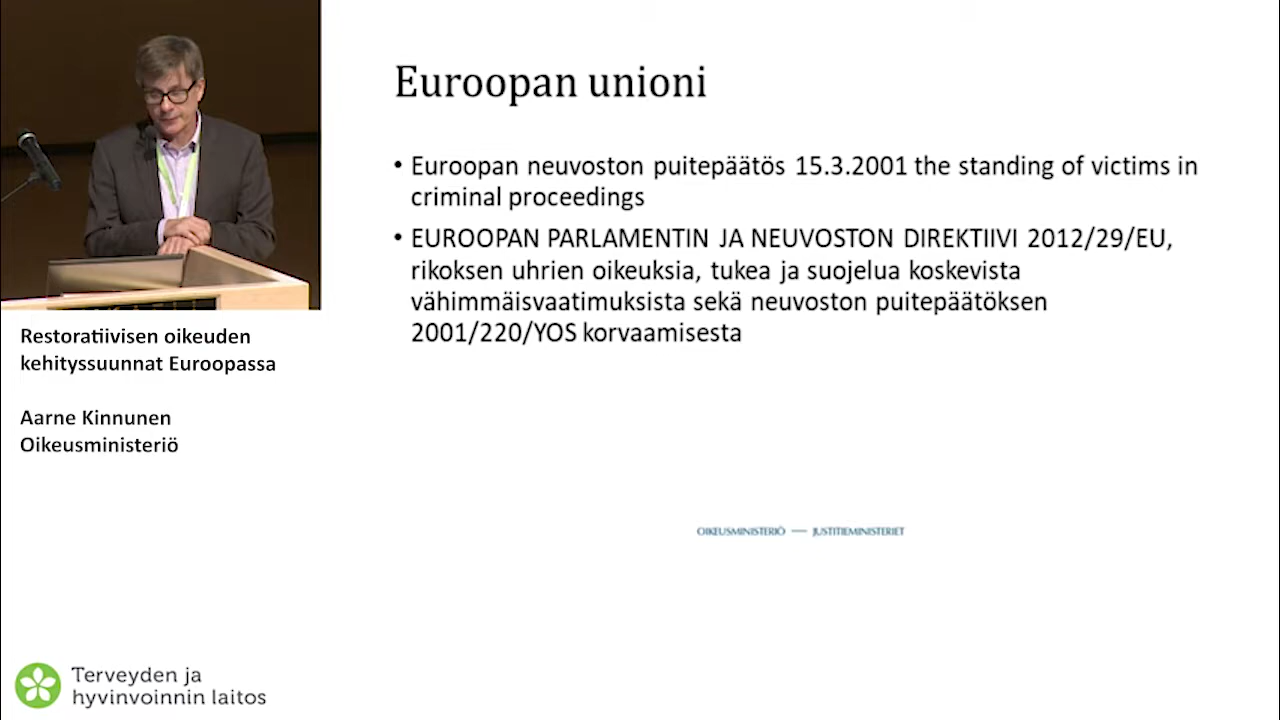 Euroopan unioni
• Euroopan neuvoston puitepäätös 15.3.2001 the standing of victims in
criminal proceedings
• EUROOPAN PARLAMENTIN JA NEUVOSTON DIREKTIIVI 2012/29/EU,
rikoksen uhrien oikeuksia, tukea ja suojelua koskevista
vähimmäisvaatimuksista sekä neuvoston puitepäätöksen
2001/220/YOS korvaamisesta
Restoratiivisen oikeuden
kehityssuunnat Euroopassa
Aarne Kinnunen
Oikeusministeriö
OIKEUSMINISTERIÖ — JUSTITIEMINISTERIET
Terveyden ja
hyvinvoinnin laitos